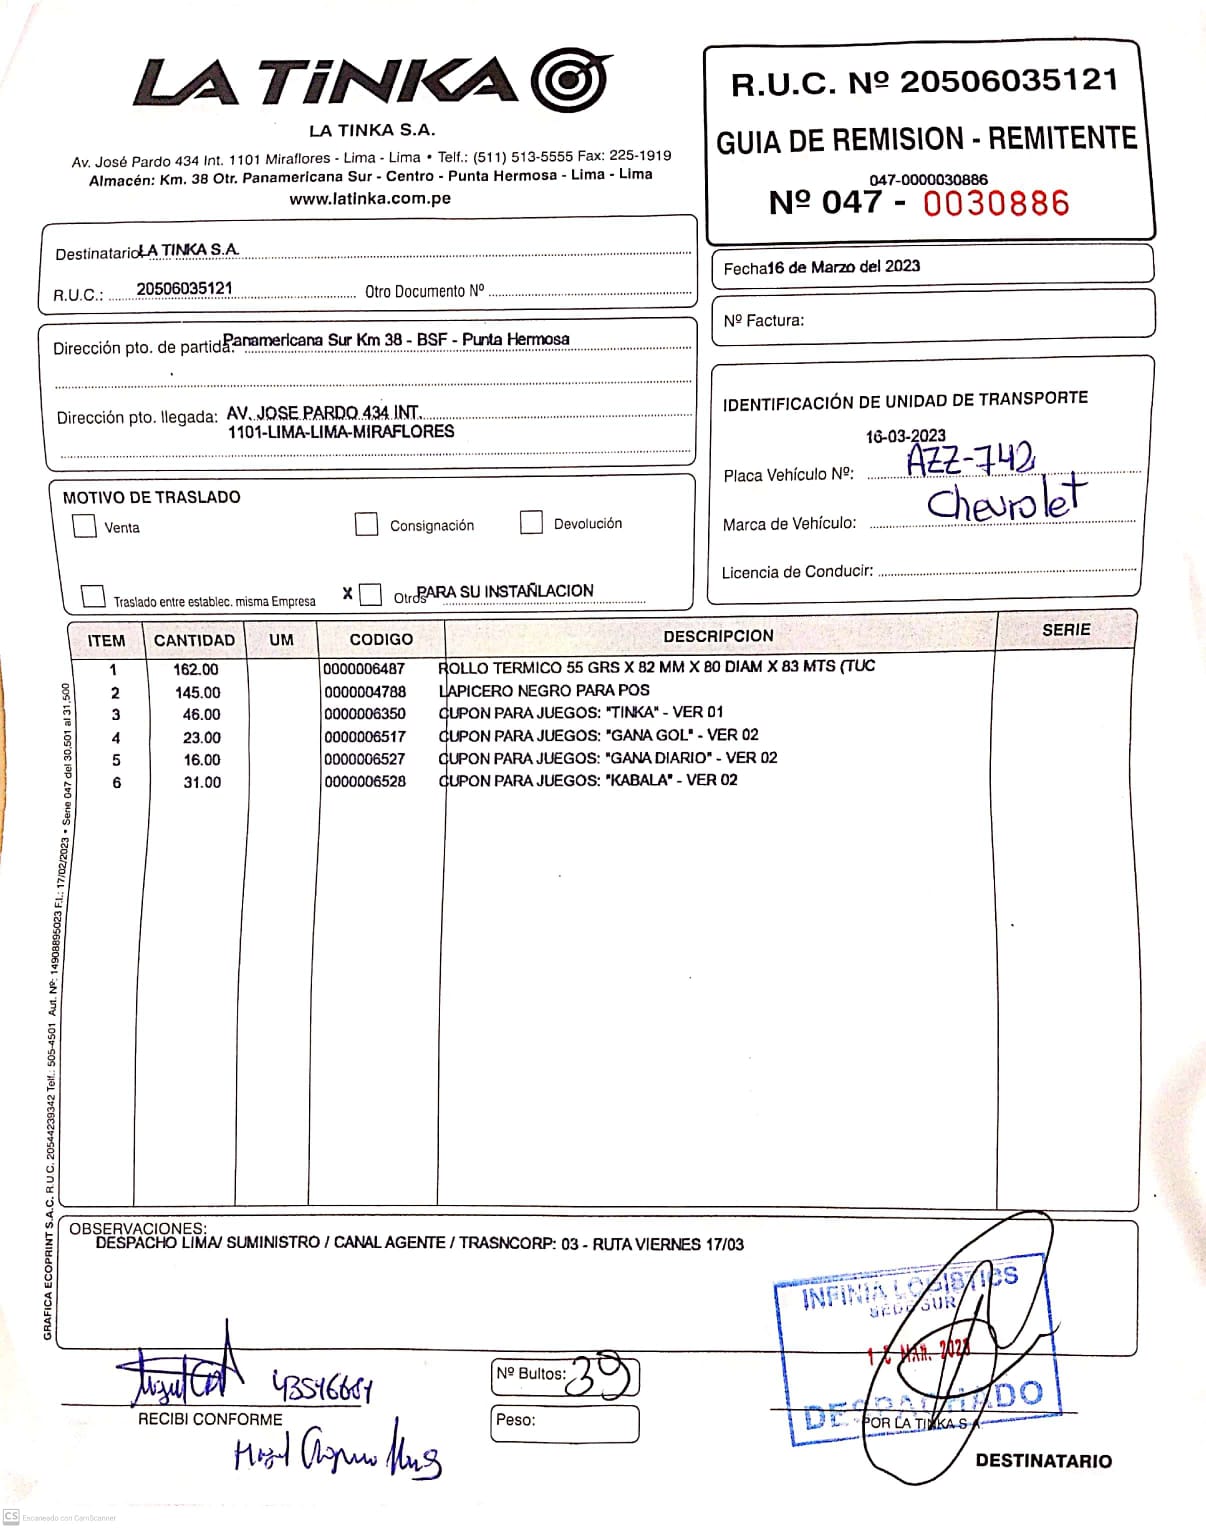 LA TiNKA
LA TINKA S.A.
Av. José Pardo 434 Int. 1101 Miraflores - Lima - Lima • Telf.: (511) 513-5555 Fax: 225-1919
Almacén: Km. 38 Otr. Panamericana Sur - Centro - Punta Hermosa - Lima - Lima
www.latinka.com.pe
R.U.C. Nº 20506035121
GUIA DE REMISION - REMITENTE
047-0000030886
Nº 047 - 0030886
Destinatario LA TINKA S.A.
R.U.C.: 20506035121 Otro Documento Nº
Fecha 16 de Marzo del 2023
Nº Factura:
Dirección pto. de partida: Panamericana Sur Km 38 - BSF - Punta Hermosa
Dirección pto. llegada: AV. JOSE PARDO 434 INT.
1101-LIMA-LIMA-MIRAFLORES
IDENTIFICACIÓN DE UNIDAD DE TRANSPORTE
16-03-2023
Placa Vehículo Nº: AZZ-742
Marca de Vehículo: Chevrolet
Licencia de Conducir:
MOTIVO DE TRASLADO
Venta Consignación Devolución
Traslado entre establec. misma Empresa X Otros PARA SU INSTAÑLACION
ITEM CANTIDAD UM CODIGO DESCRIPCION SERIE
1 162.00 0000006487 ROLLO TERMICO 55 GRS X 82 MM X 80 DIAM X 83 MTS (TUC
2 145.00 0000004788 LAPICERO NEGRO PARA POS
3 46.00 0000006350 CUPON PARA JUEGOS: "TINKA" - VER 01
4 23.00 0000006517 CUPON PARA JUEGOS: "GANA GOL" - VER 02
5 16.00 0000006527 CUPON PARA JUEGOS: "GANA DIARIO" - VER 02
6 31.00 0000006528 CUPON PARA JUEGOS: "KABALA" - VER 02
GRAFICA ECOPRINT S.A.C. R.U.C. 20544239342 Telf.: 505-4501 Aut. Nº: 14908895023 F.I.: 17/02/2023 • Serie 047 del 30,501 al 31,500
OBSERVACIONES:
DESPACHO LIMA/ SUMINISTRO / CANAL AGENTE / TRASNCORP: 03 - RUTA VIERNES 17/03
INFINIA LOGISTICS
SEDE SUR
MAR. 2023
DESPACHADO
43546684
RECIBI CONFORME
Nº Bultos: 39
Peso:
POR LA TINKA S.A
DESTINATARIO
CS Escaneado con CamScanner